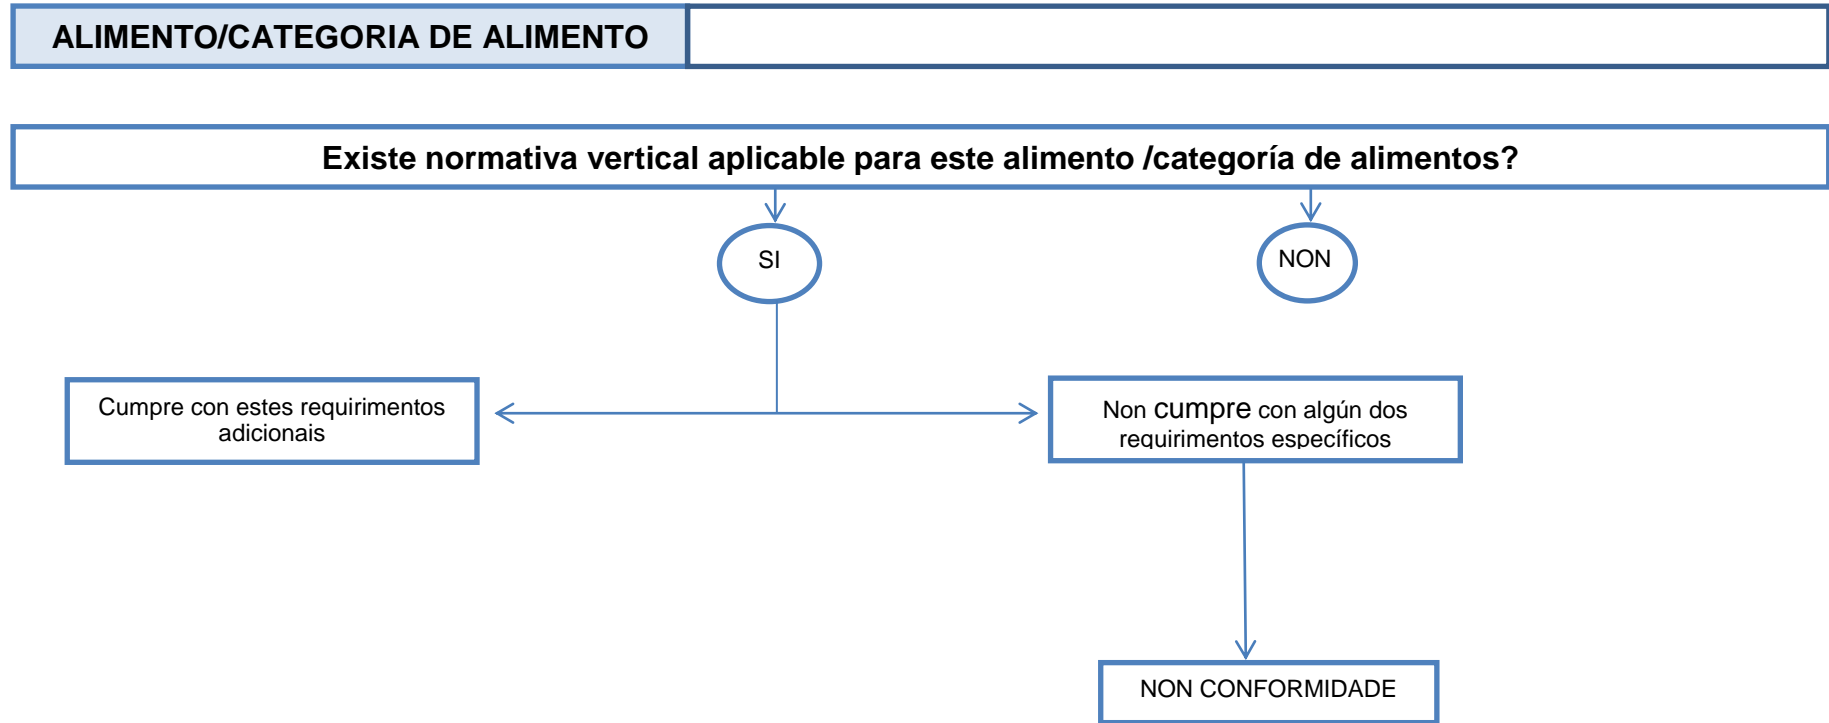 ALIMENTO/CATEGORIA DE ALIMENTO
Existe normativa vertical aplicable para este alimento /categoría de alimentos?
SI
NON
Cumpre con estes requirimentos
adicionais
Non cumpre con algún dos
requirimentos específicos
NON CONFORMIDADE